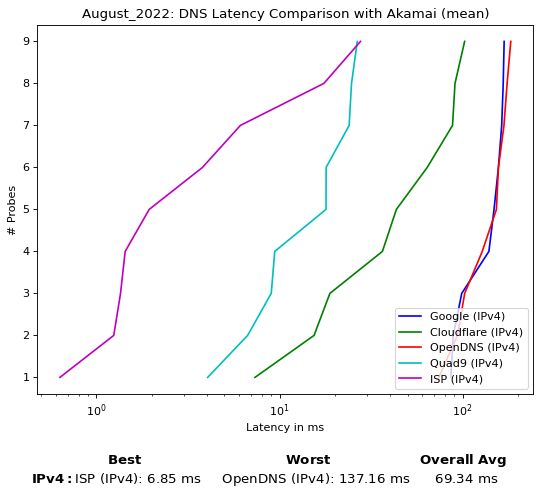 August_2022: DNS Latency Comparison with Akamai (mean)
# Probes
9
8
7
6
5
4
3
2
1
Google (IPv4)
Cloudflare (IPv4)
OpenDNS (IPv4)
Quad9 (IPv4)
ISP (IPv4)
10⁰ 10¹ 10²
Latency in ms
Best Worst Overall Avg
IPv4: ISP (IPv4): 6.85 ms OpenDNS (IPv4): 137.16 ms 69.34 ms